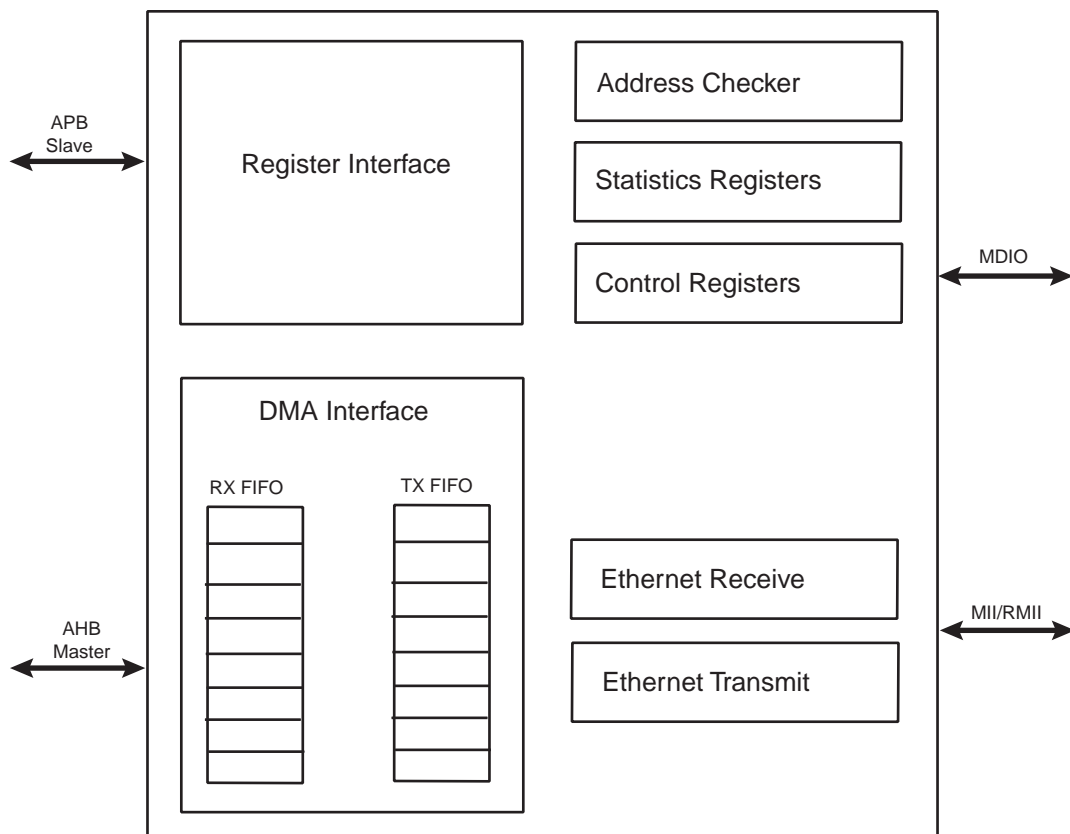 APB
Slave
Register Interface
Address Checker
Statistics Registers
Control Registers
MDIO
DMA Interface
RX FIFO
TX FIFO
AHB
Master
Ethernet Receive
Ethernet Transmit
MII/RMII